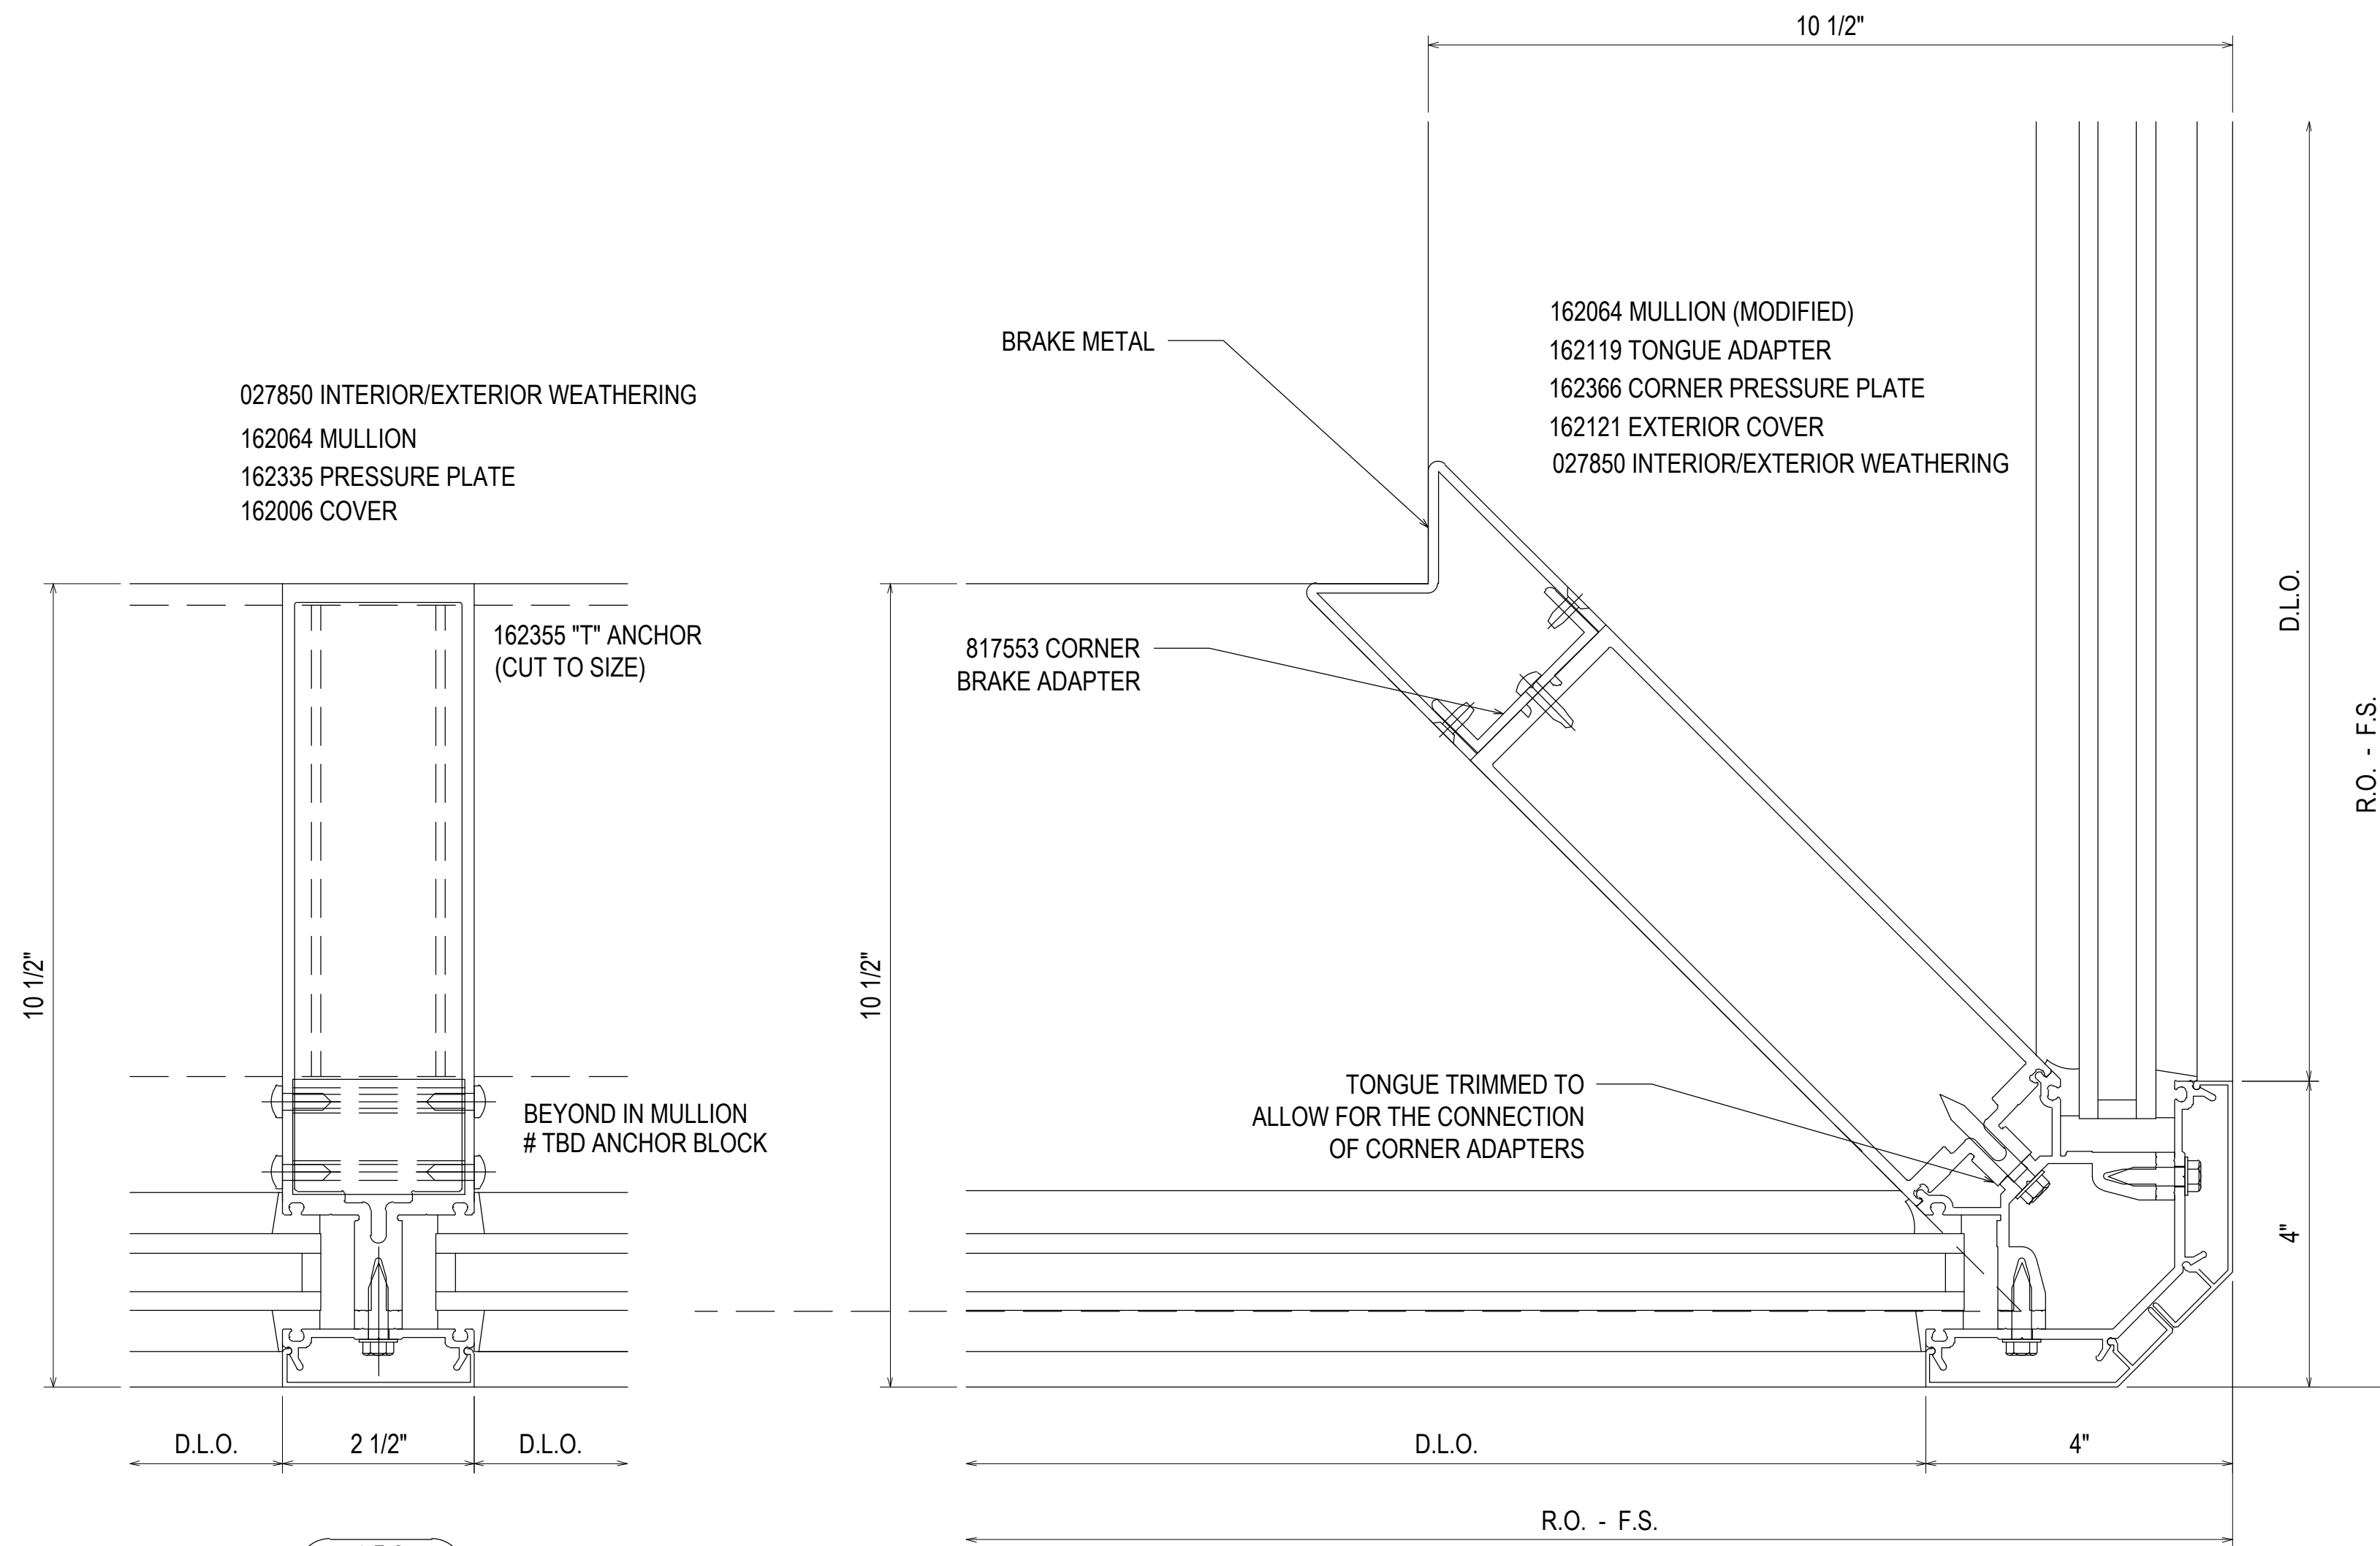 10 1/2"
027850 INTERIOR/EXTERIOR WEATHERING
162064 MULLION
162335 PRESSURE PLATE
162006 COVER
162355 "T" ANCHOR
(CUT TO SIZE)
BEYOND IN MULLION
# TBD ANCHOR BLOCK
10 1/2"
D.L.O.
2 1/2"
D.L.O.
BRAKE METAL
162064 MULLION (MODIFIED)
162119 TONGUE ADAPTER
162366 CORNER PRESSURE PLATE
162121 EXTERIOR COVER
027850 INTERIOR/EXTERIOR WEATHERING
817553 CORNER
BRAKE ADAPTER
10 1/2"
TONGUE TRIMMED TO
ALLOW FOR THE CONNECTION
OF CORNER ADAPTERS
D.L.O.
R.O. - F.S.
4"
D.L.O.
4"
R.O. - F.S.